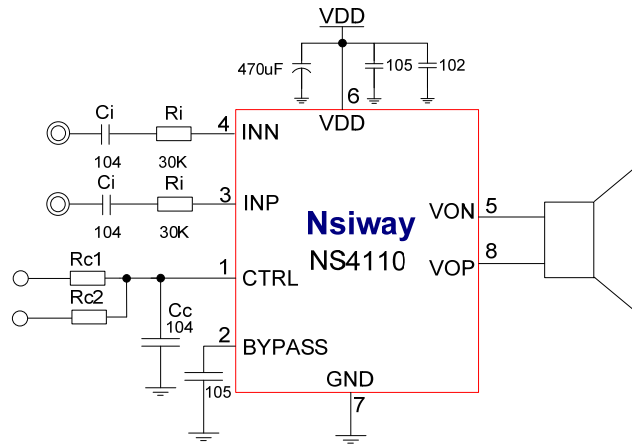 VDD
470uF
105
102
6
VDD
Ci
Ri
4
INN
104
30K
Ci
Ri
3
INP
104
30K
Nsiway
NS4110
VON
5
VOP
8
Rc1
1
CTRL
Rc2
Cc
104
2
BYPASS
105
GND
7